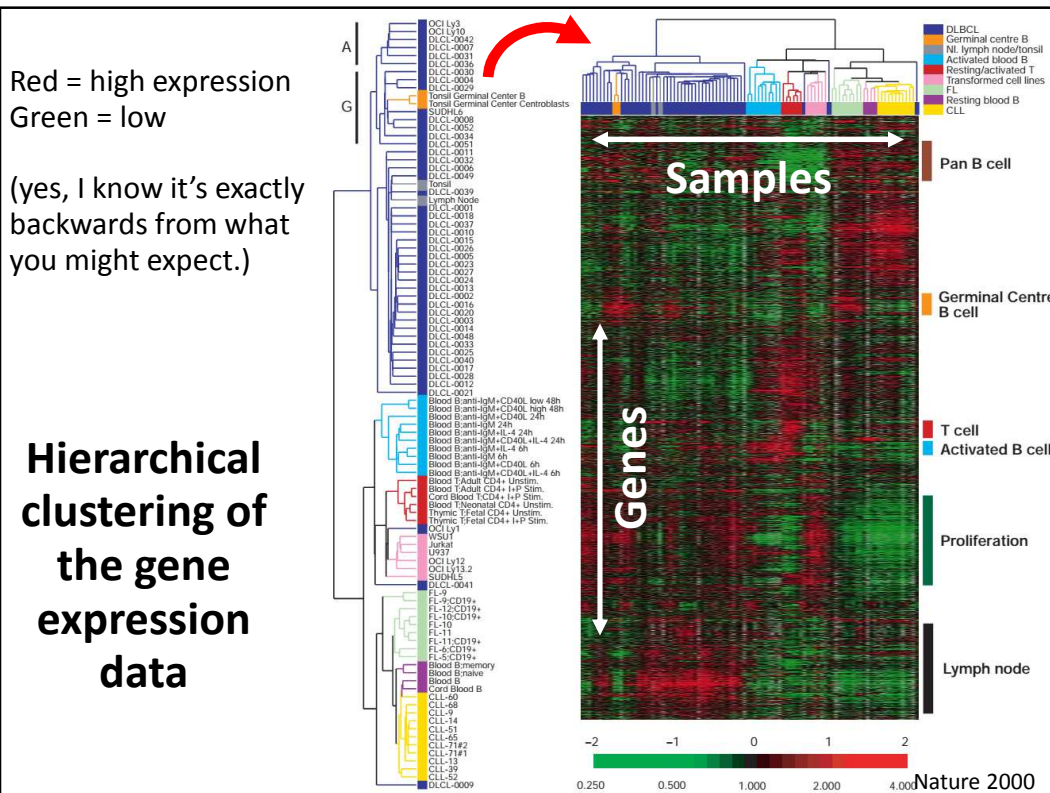 Red = high expression
Green = low
(yes, I know it's exactly
backwards from what
you might expect.)
Hierarchical
clustering of
the gene
expression
data
A
G
OCI Ly3
OCI Ly10
DLCL-0042
DLCL-0007
DLCL-0031
DLCL-0036
DLCL-0030
DLCL-0004
DLCL-0029
Tonsil Germinal Center B
Tonsil Germinal Center Centroblasts
SUDHL6
DLCL-0008
DLCL-0052
DLCL-0034
DLCL-0051
DLCL-0011
DLCL-0032
DLCL-0006
DLCL-0049
Tonsil
DLCL-0039
Lymph Node
DLCL-0001
DLCL-0018
DLCL-0037
DLCL-0010
DLCL-0015
DLCL-0026
DLCL-0005
DLCL-0023
DLCL-0027
DLCL-0024
DLCL-0013
DLCL-0002
DLCL-0016
DLCL-0020
DLCL-0003
DLCL-0014
DLCL-0048
DLCL-0033
DLCL-0025
DLCL-0040
DLCL-0017
DLCL-0028
DLCL-0012
DLCL-0021
Blood B;anti-IgM+CD40L low 48h
Blood B;anti-IgM+CD40L high 48h
Blood B;anti-IgM+CD40L 24h
Blood B;anti-IgM 24h
Blood B;anti-IgM+IL-4 24h
Blood B;anti-IgM+CD40L+IL-4 24h
Blood B;anti-IgM+IL-4 6h
Blood B;anti-IgM 6h
Blood B;anti-IgM+CD40L 6h
Blood B;anti-IgM+CD40L+IL-4 6h
Blood T;Adult CD4+ Unstim.
Blood T;Adult CD4+ I+P Stim.
Cord Blood T;CD4+ I+P Stim.
Blood T;Neonatal CD4+ Unstim.
Thymic T;Fetal CD4+ Unstim.
Thymic T;Fetal CD4+ I+P Stim.
OCI Ly1
WSU1
Jurkat
U937
OCI Ly12
OCI Ly13.2
SUDHL5
DLCL-0041
FL-9
FL-9;CD19+
FL-12;CD19+
FL-10;CD19+
FL-10
FL-11
FL-11;CD19+
FL-6;CD19+
FL-5;CD19+
Blood B;memory
Blood B;naive
Blood B
Cord Blood B
CLL-60
CLL-68
CLL-9
CLL-14
CLL-51
CLL-65
CLL-71#2
CLL-71#1
CLL-13
CLL-39
CLL-52
DLCL-0009
DLBCL
Germinal centre B
Nl. lymph node/tonsil
Activated blood B
Resting/activated T
Transformed cell lines
FL
Resting blood B
CLL
Samples
Genes
Pan B cell
Germinal Centre
B cell
T cell
Activated B cell
Proliferation
Lymph node
−2 −1 0 1 2
0.250 0.500 1.000 2.000 4.000
Nature 2000